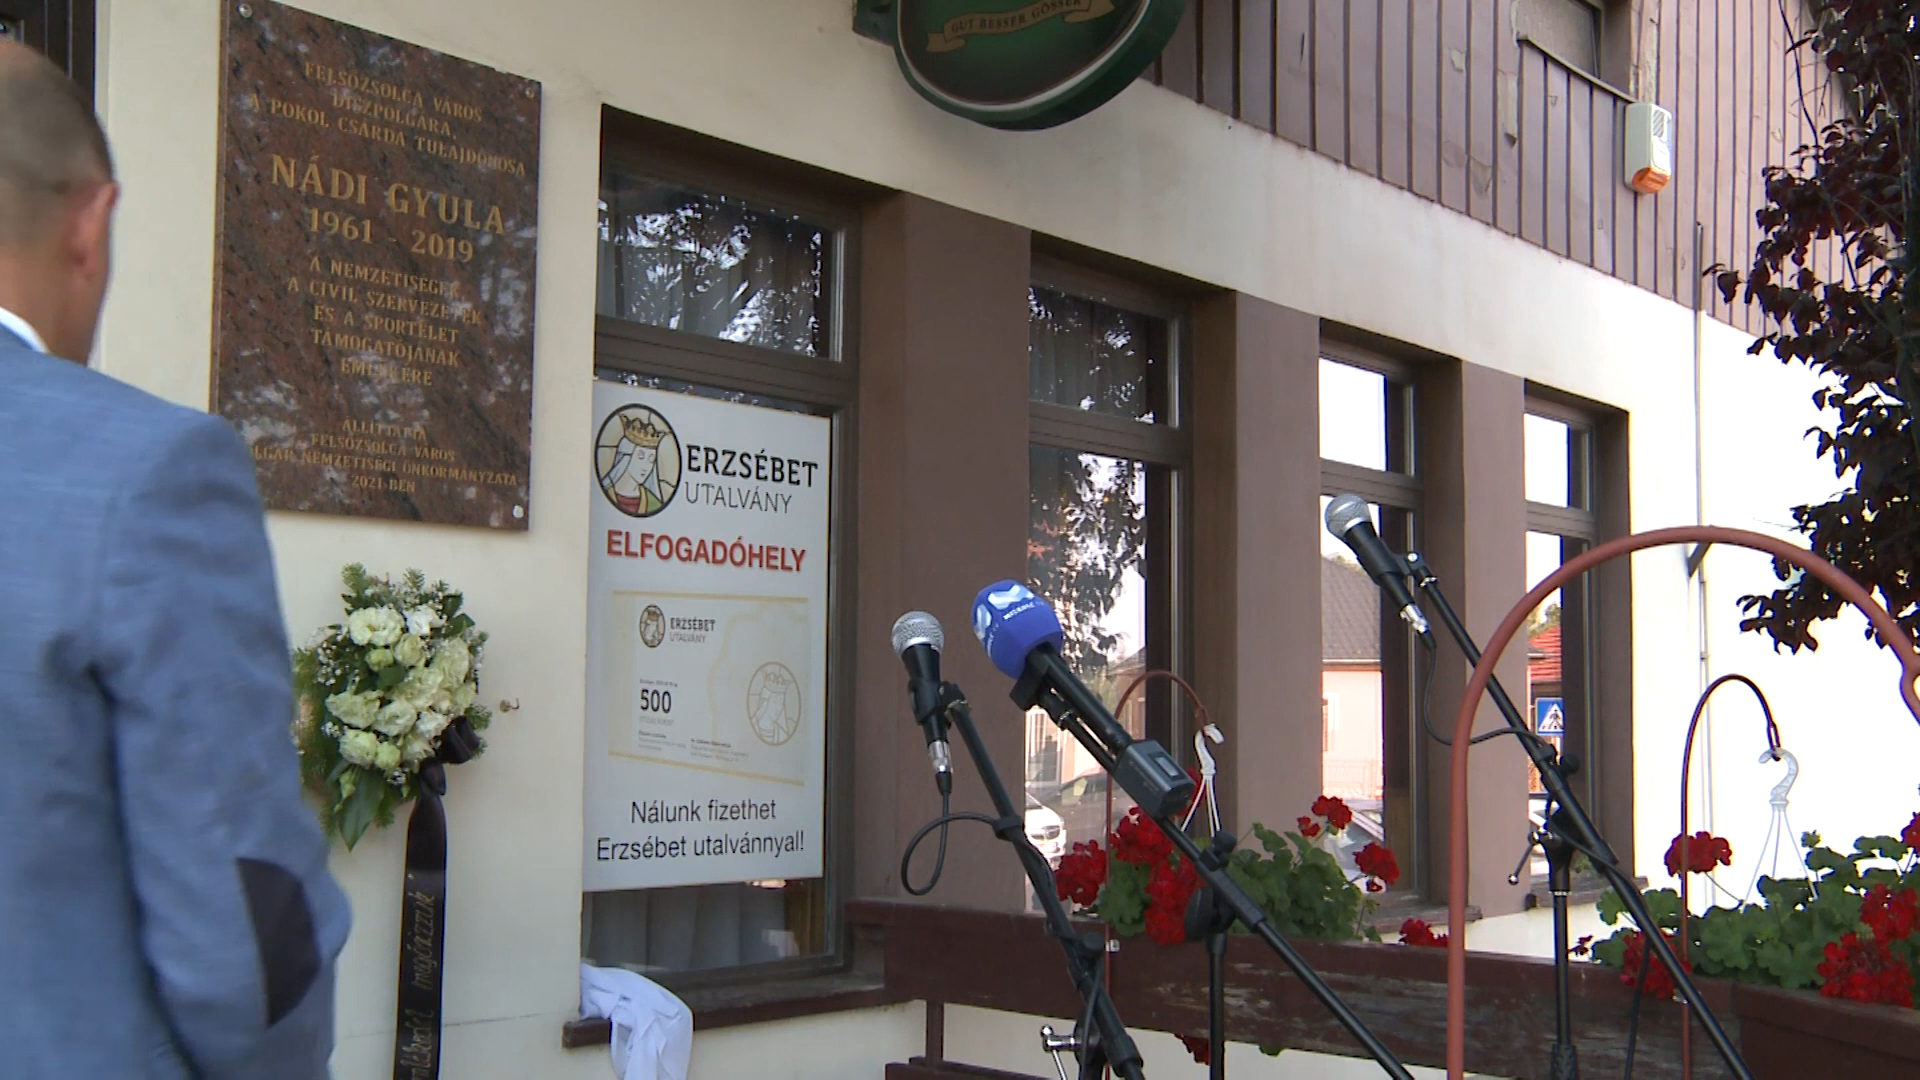 FELSŐZSOLCA VÁROS
DÍSZPOLGÁRA,
A POKOL CSÁRDA TULAJDONOSA
NÁDI GYULA
1961 - 2019
A NEMZETISÉGEK,
A CIVIL SZERVEZETEK
ÉS A SPORTÉLET
TÁMOGATÓJÁNAK
EMLÉKÉRE
ÁLLÍTTATTA
FELSŐZSOLCA VÁROS
NEMZETISÉGI ÖNKORMÁNYZATA
2021-BEN
GUT BESSER GÖSSER
ERZSÉBET
UTALVÁNY
ELFOGADÓHELY
ERZSÉBET
UTALVÁNY
500
Nálunk fizethet
Erzsébet utalvánnyal!